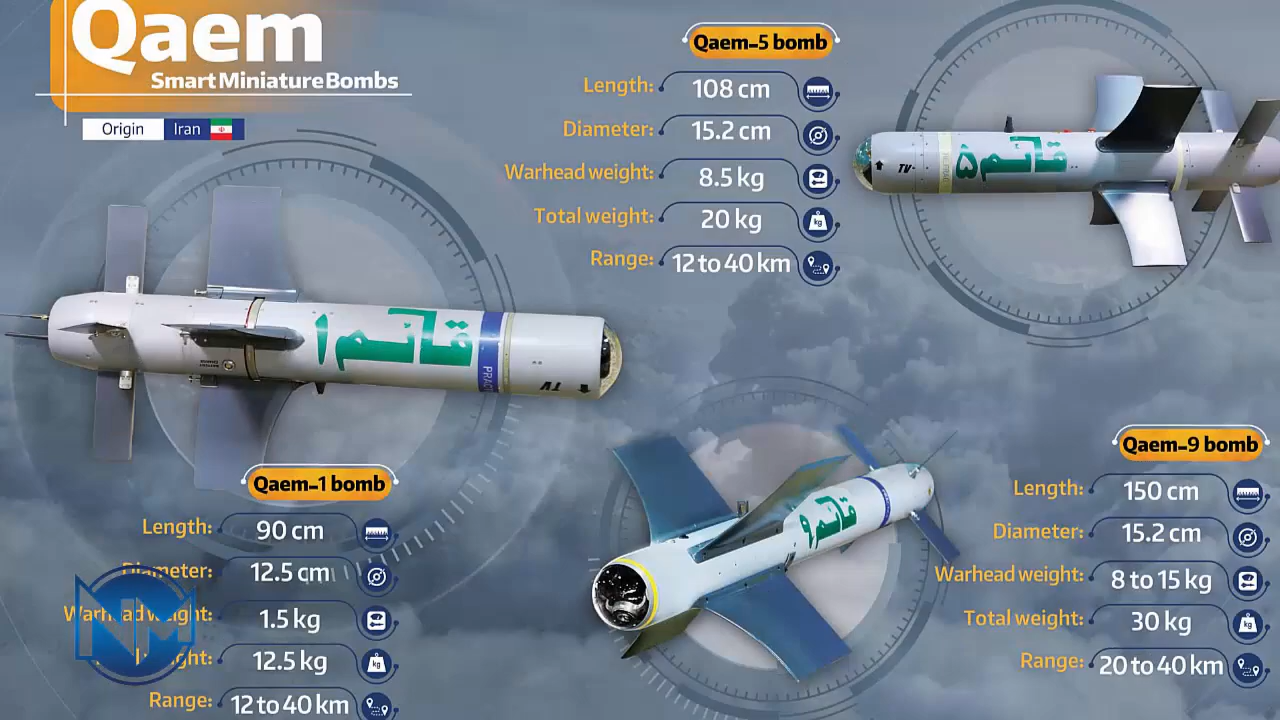 Qaem
Smart Miniature Bombs
Origin Iran
Qaem-5 bomb
Length: 108 cm
Diameter: 15.2 cm
Warhead weight: 8.5 kg
Total weight: 20 kg
Range: 12 to 40 km
TV
قائم ۵
قائم ۱
TV
Qaem-1 bomb
Length: 90 cm
Diameter: 12.5 cm
Warhead weight: 1.5 kg
weight: 12.5 kg
Range: 12 to 40 km
NM
قائم ۹
Qaem-9 bomb
Length: 150 cm
Diameter: 15.2 cm
Warhead weight: 8 to 15 kg
Total weight: 30 kg
Range: 20 to 40 km